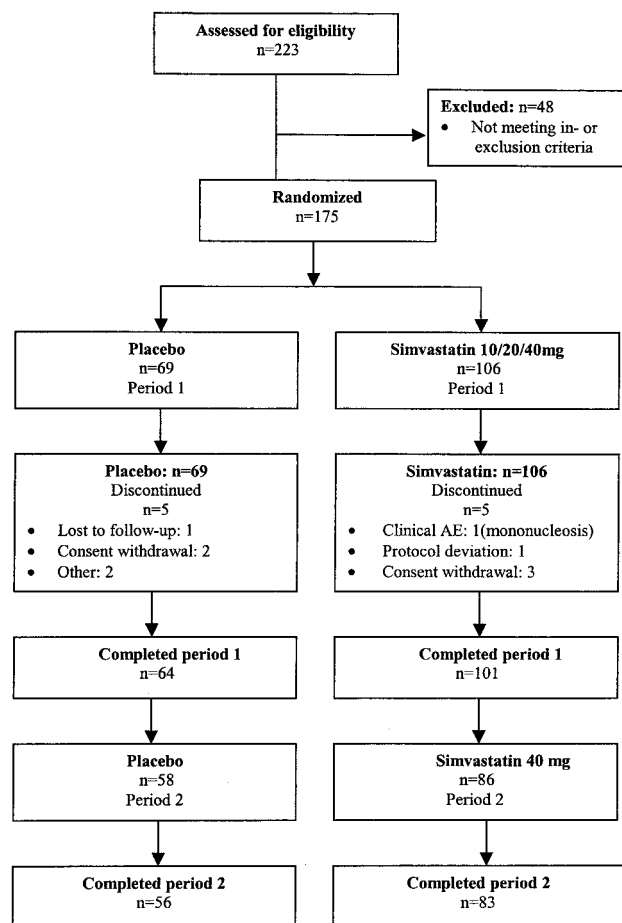 Assessed for eligibility
n=223
Excluded: n=48
• Not meeting in- or
exclusion criteria
Randomized
n=175
Placebo
n=69
Period 1
Simvastatin 10/20/40mg
n=106
Period 1
Placebo: n=69
Discontinued
n=5
• Lost to follow-up: 1
• Consent withdrawal: 2
• Other: 2
Simvastatin: n=106
Discontinued
n=5
• Clinical AE: 1(mononucleosis)
• Protocol deviation: 1
• Consent withdrawal: 3
Completed period 1
n=64
Completed period 1
n=101
Placebo
n=58
Period 2
Simvastatin 40 mg
n=86
Period 2
Completed period 2
n=56
Completed period 2
n=83